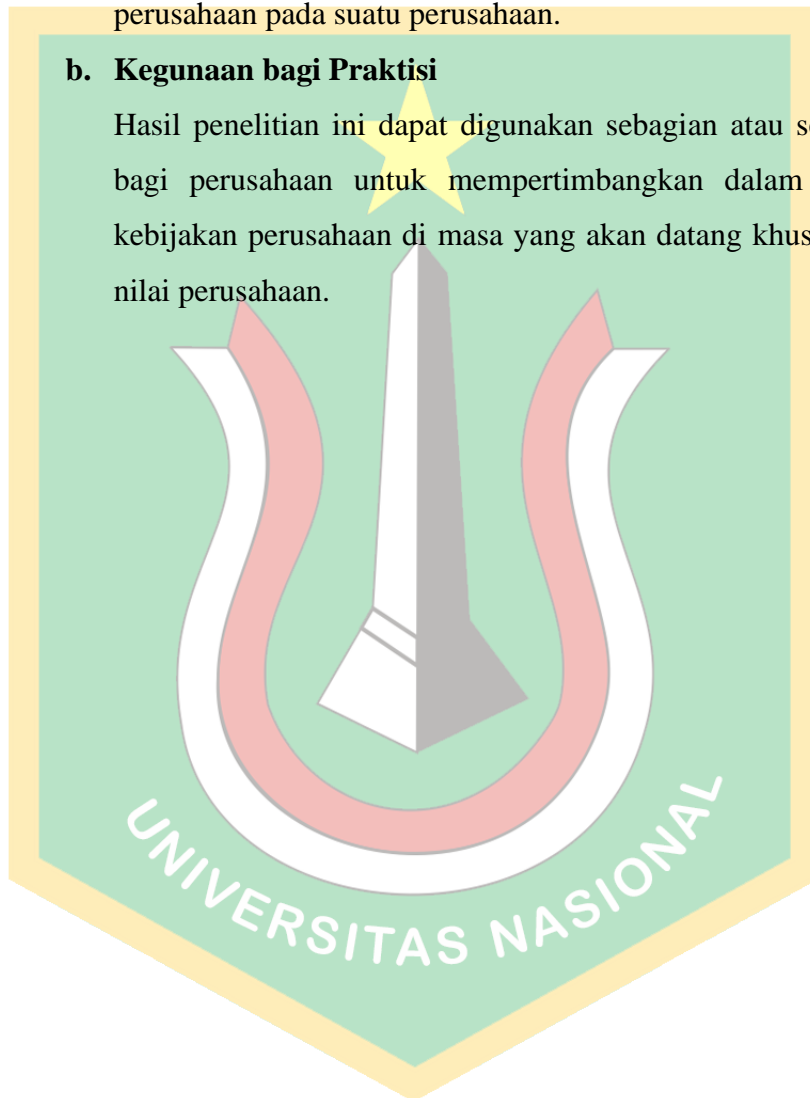 perusahaan pada suatu perusahaan.
b. Kegunaan bagi Praktisi
Hasil penelitian ini dapat digunakan sebagian atau
bagi perusahaan untuk mempertimbangkan dalam
kebijakan perusahaan di masa yang akan datang
nilai perusahaan.
UNIVERSITAS NASIONAL